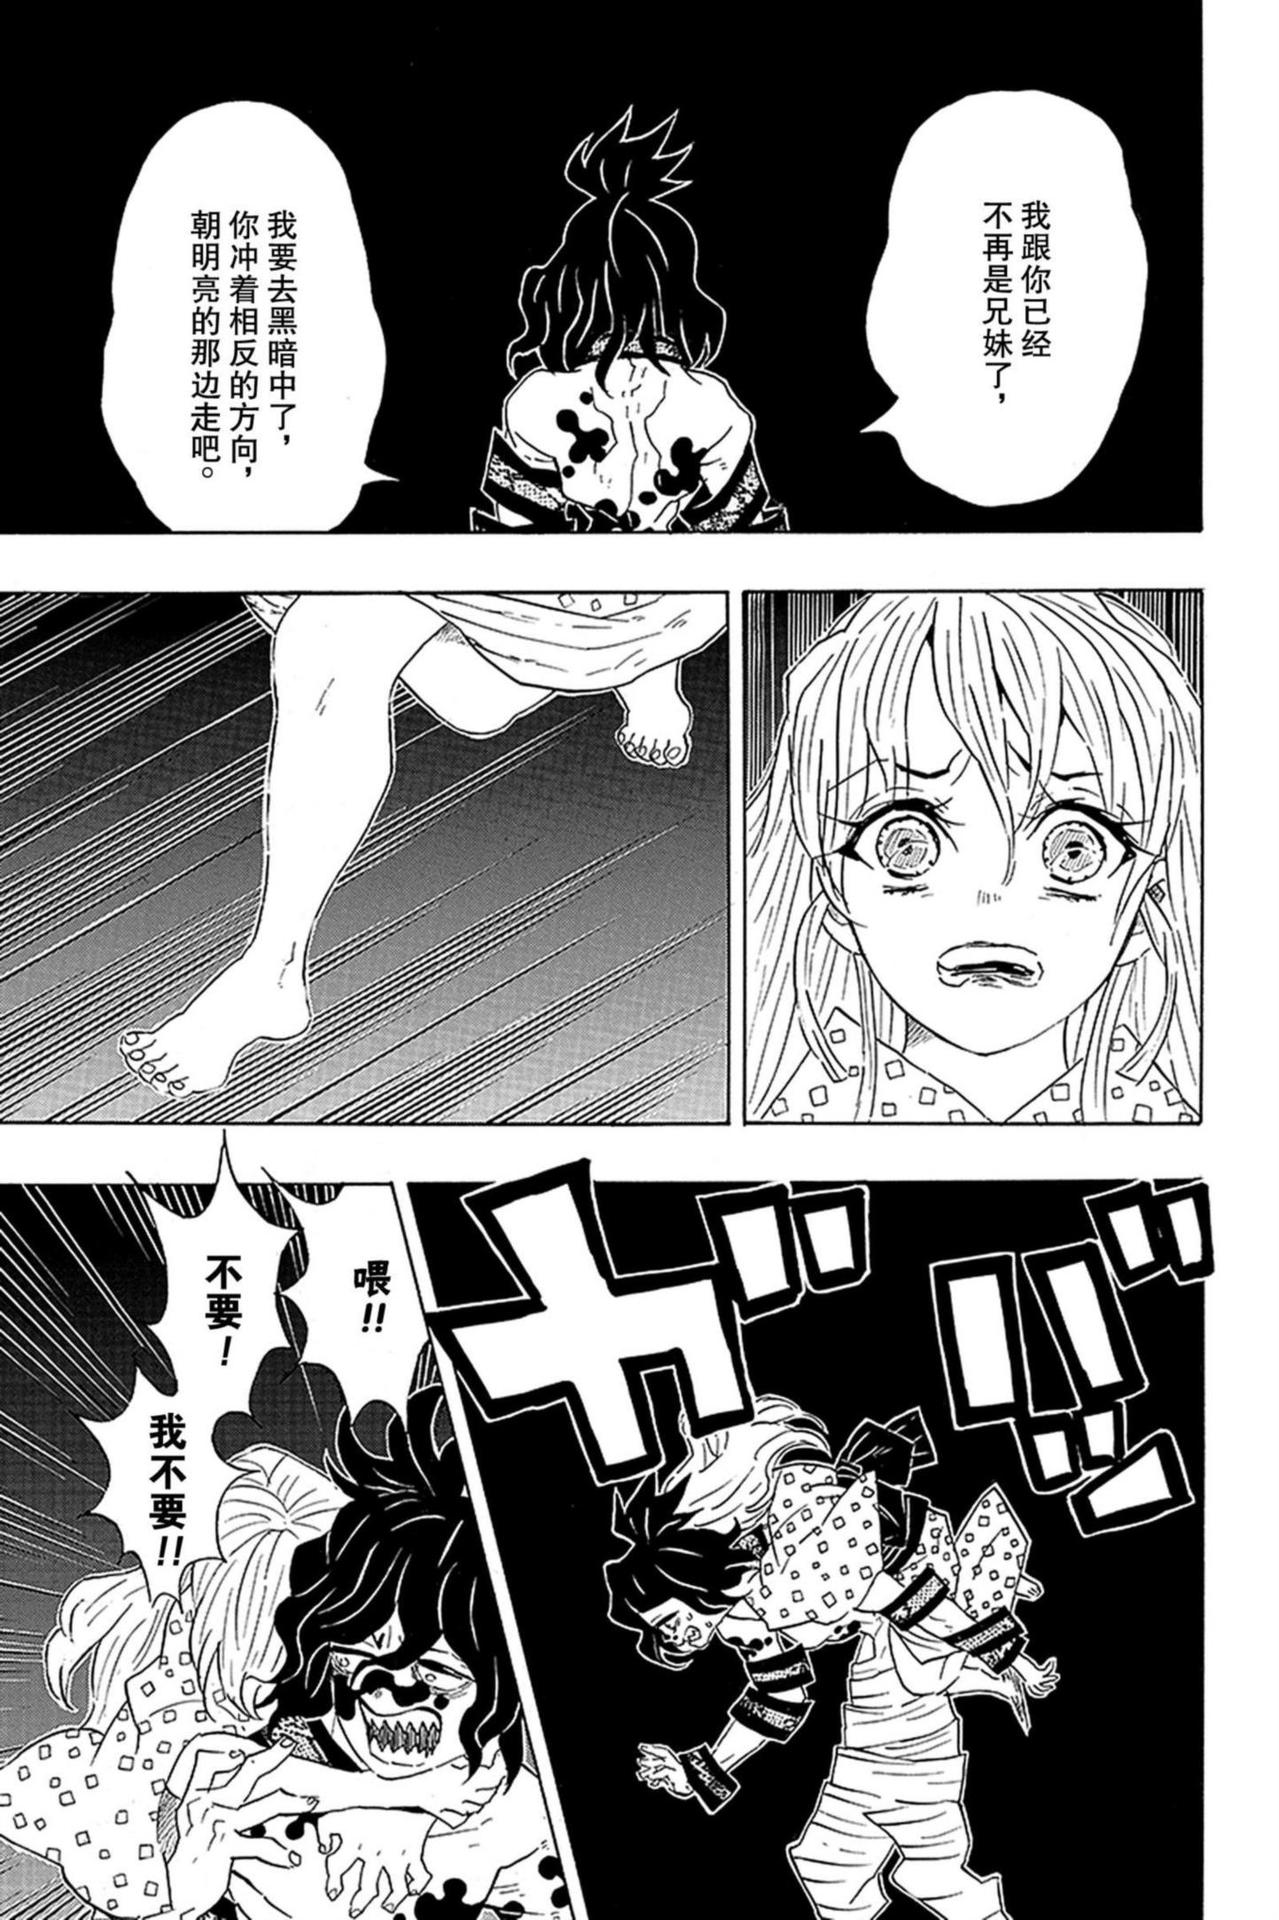 我跟你已经
不再是兄妹了，
我要去黑暗中了，
你冲着相反的方向，
朝明亮的那边走吧。
ガバッ!!
喂!!
不要！
我不要!!